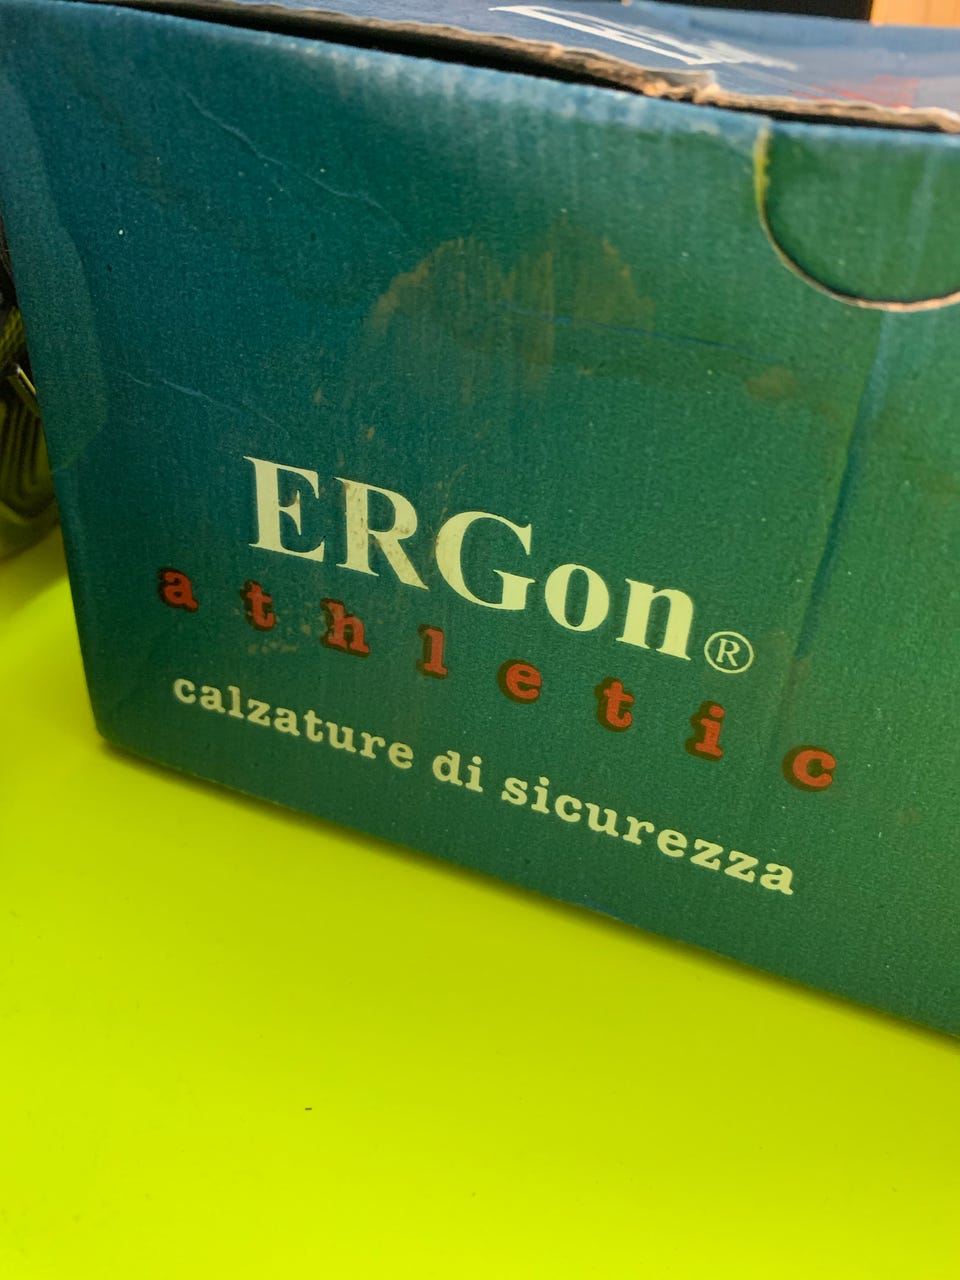 ERGon®
athletic
calzature di sicurezza